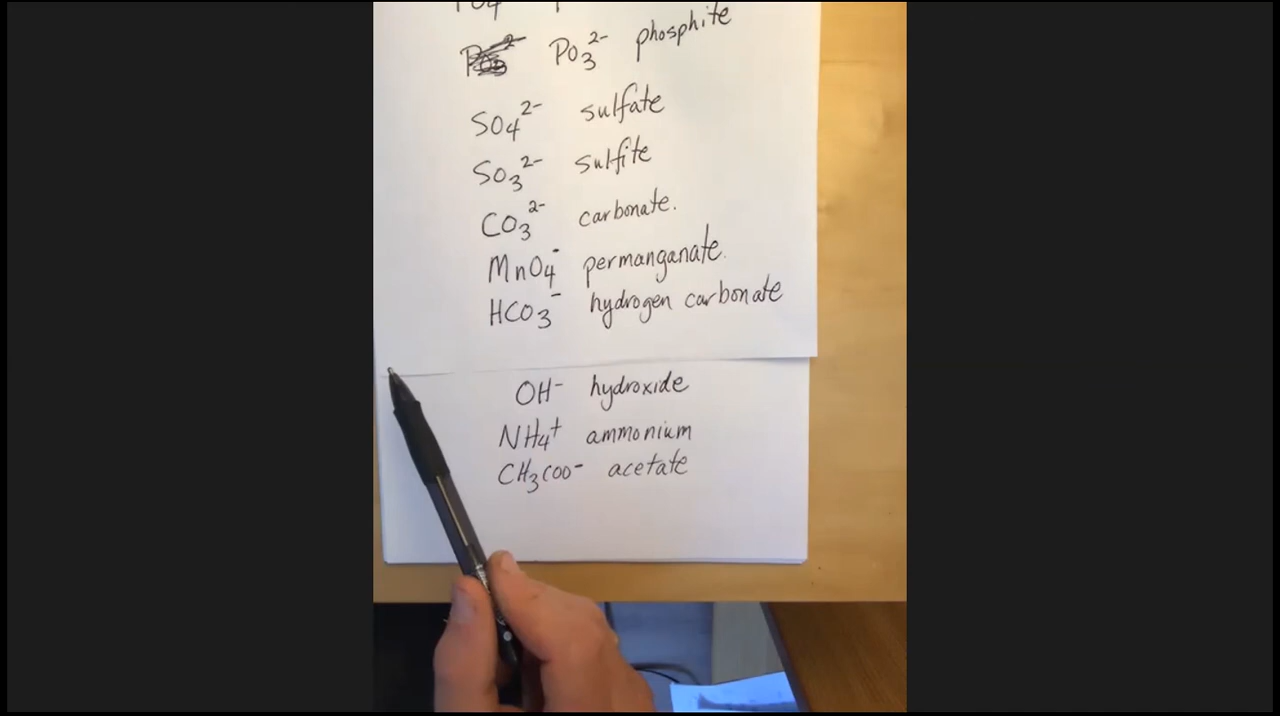 PO4
PO3 2- phosphite
SO4 2- sulfate
SO3 2- sulfite
CO3 2- carbonate.
MnO4- permanganate.
HCO3- hydrogen carbonate
OH- hydroxide
NH4+ ammonium
CH3COO- acetate